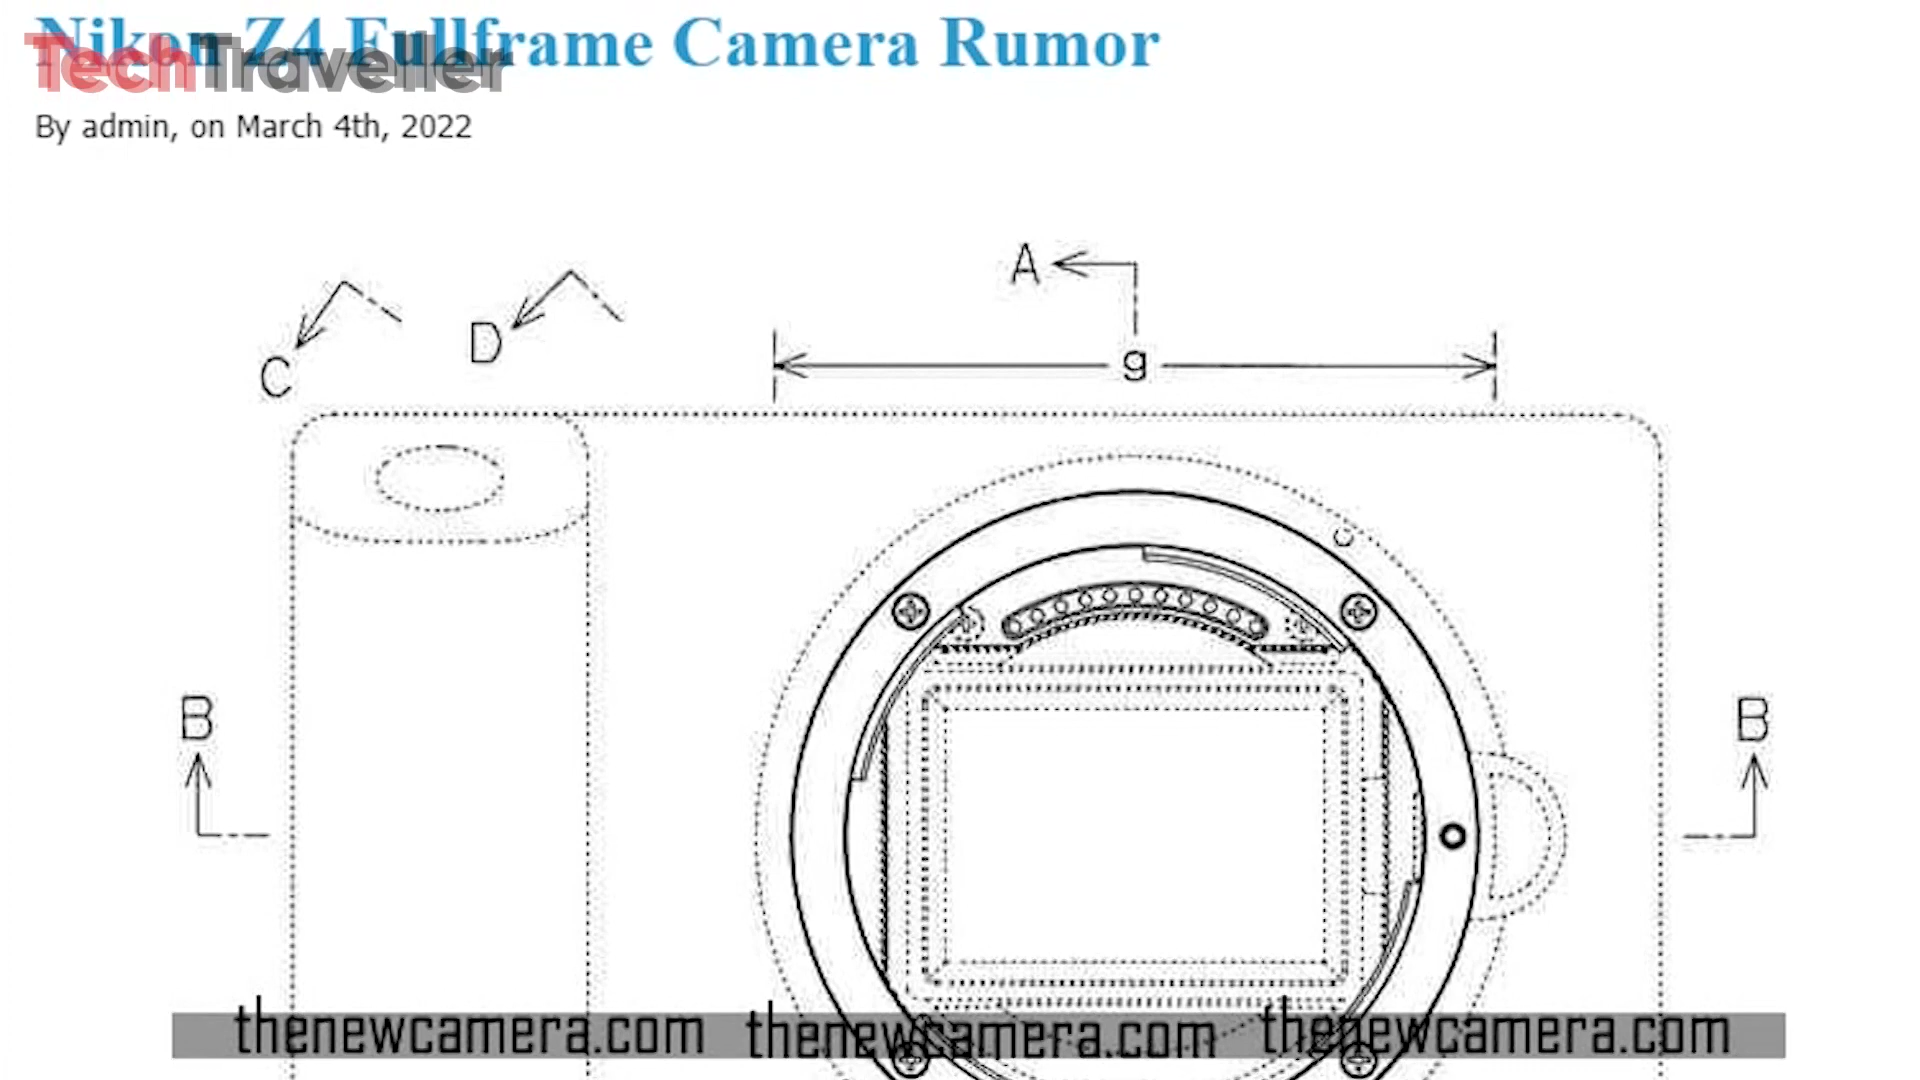 Nikon Z4 Fullframe Camera Rumor
TechTraveller
By admin, on March 4th, 2022
A
C
D
g
B
B
thenewcamera.com thenewcamera.com thenewcamera.com